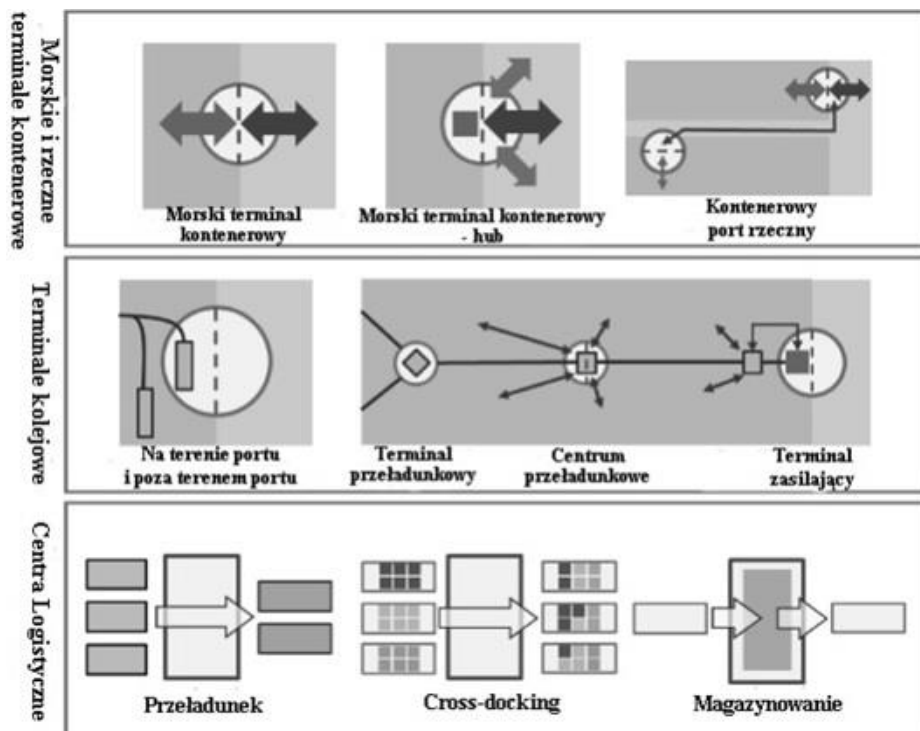 Morskie i rzeczne
terminale kontenerowe
Morski terminal
kontenerowy
Morski terminal kontenerowy
- hub
Kontenerowy
port rzeczny
Terminale kolejowe
Na terenie portu
i poza terenem portu
Terminal
przeładunkowy
Centrum
przeładunkowe
Terminal
zasilający
Centra Logistyczne
Przeładunek
Cross-docking
Magazynowanie